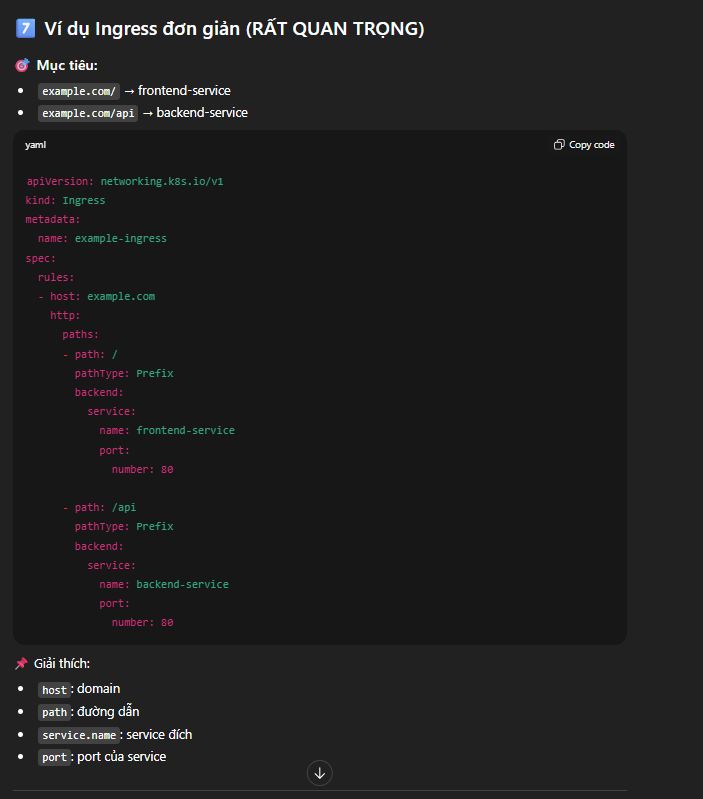 7 Ví dụ Ingress đơn giản (RẤT QUAN TRỌNG)
🎯 Mục tiêu:
• example.com/ → frontend-service
• example.com/api → backend-service
yaml Copy code
apiVersion: networking.k8s.io/v1
kind: Ingress
metadata:
  name: example-ingress
spec:
  rules:
  - host: example.com
    http:
      paths:
      - path: /
        pathType: Prefix
        backend:
          service:
            name: frontend-service
            port:
              number: 80
      - path: /api
        pathType: Prefix
        backend:
          service:
            name: backend-service
            port:
              number: 80
📌 Giải thích:
• host: domain
• path: đường dẫn
• service.name: service đích
• port: port của service